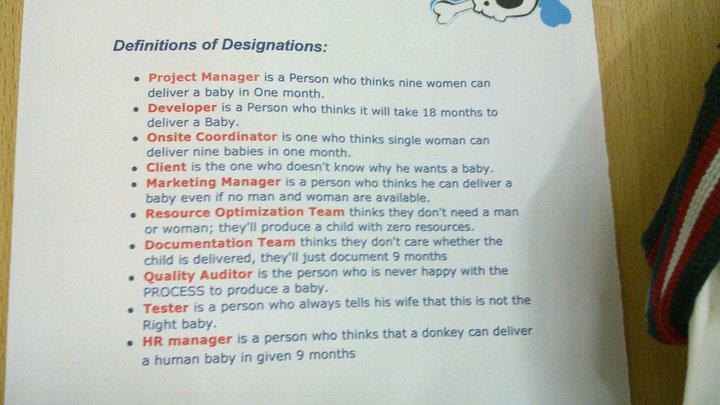 Definitions of Designations:
• Project Manager is a Person who thinks nine women can
deliver a baby in One month.
• Developer is a Person who thinks it will take 18 months to
deliver a Baby.
• Onsite Coordinator is one who thinks single woman can
deliver nine babies in one month.
• Client is the one who doesn't know why he wants a baby.
• Marketing Manager is a person who thinks he can deliver a
baby even if no man and woman are available.
• Resource Optimization Team thinks they don't need a man
or woman; they'll produce a child with zero resources.
• Documentation Team thinks they don't care whether the
child is delivered, they'll just document 9 months
• Quality Auditor is the person who is never happy with the
PROCESS to produce a baby.
• Tester is a person who always tells his wife that this is not the
Right baby.
• HR manager is a person who thinks that a donkey can deliver
a human baby in given 9 months